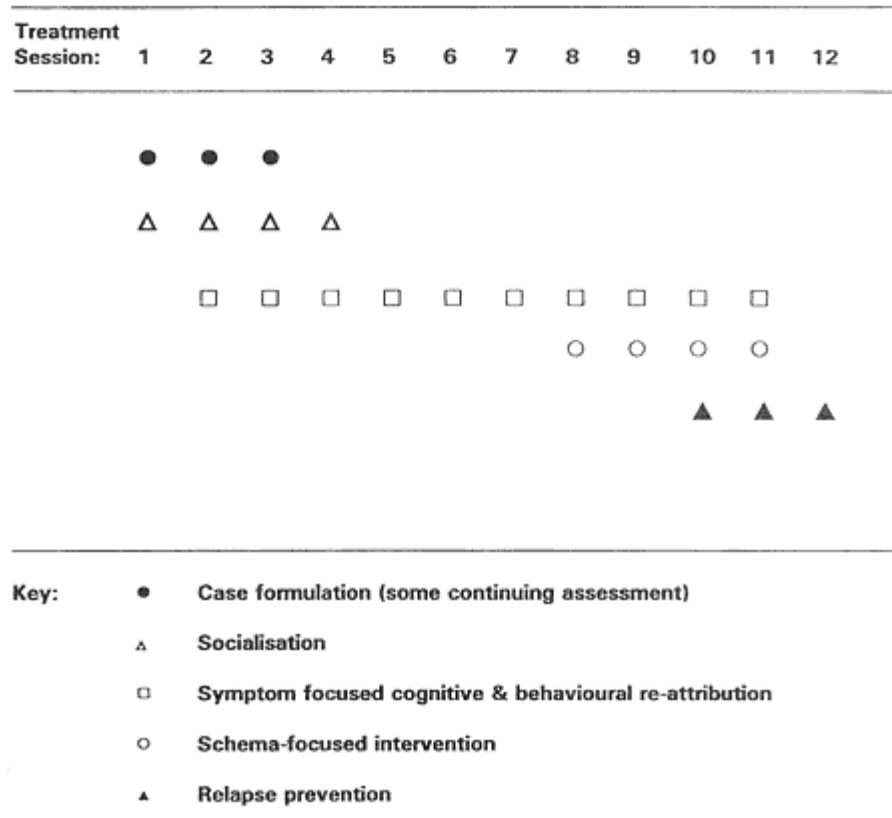 Treatment
Session: 1 2 3 4 5 6 7 8 9 10 11 12
Key: Case formulation (some continuing assessment)
Socialisation
Symptom focused cognitive & behavioural re-attribution
Schema-focused intervention
Relapse prevention